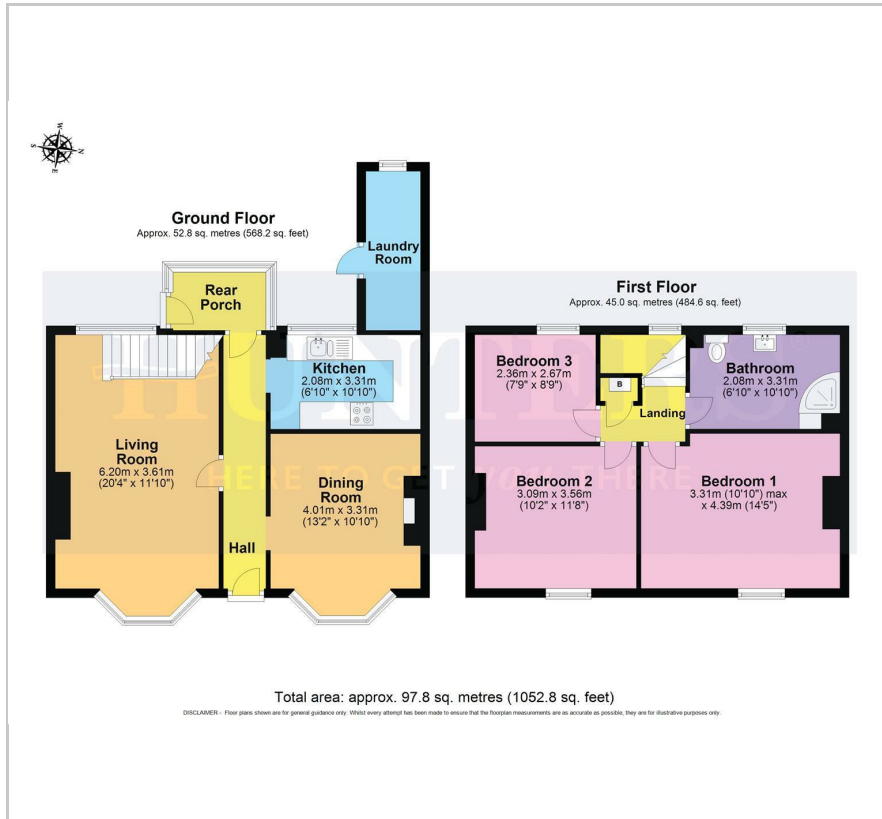 W
S
N
E
Ground Floor
Approx. 52.8 sq. metres (568.2 sq. feet)
Laundry
Room
Rear
Porch
Kitchen
2.08m x 3.31m
(6'10" x 10'10")
Living
Room
6.20m x 3.61m
(20'4" x 11'10")
Dining
Room
4.01m x 3.31m
(13'2" x 10'10")
Hall
First Floor
Approx. 45.0 sq. metres (484.6 sq. feet)
Bedroom 3
2.36m x 2.67m
(7'9" x 8'9")
B
Landing
Bathroom
2.08m x 3.31m
(6'10" x 10'10")
Bedroom 2
3.09m x 3.56m
(10'2" x 11'8")
Bedroom 1
3.31m (10'10") max
x 4.39m (14'5")
HUNTERS®
HERE TO GET you THERE
Total area: approx. 97.8 sq. metres (1052.8 sq. feet)
DISCLAIMER - Floor plans shown are for general guidance only. Whilst every attempt has been made to ensure that the floorplan measurements are as accurate as possible, they are for illustrative purposes only.